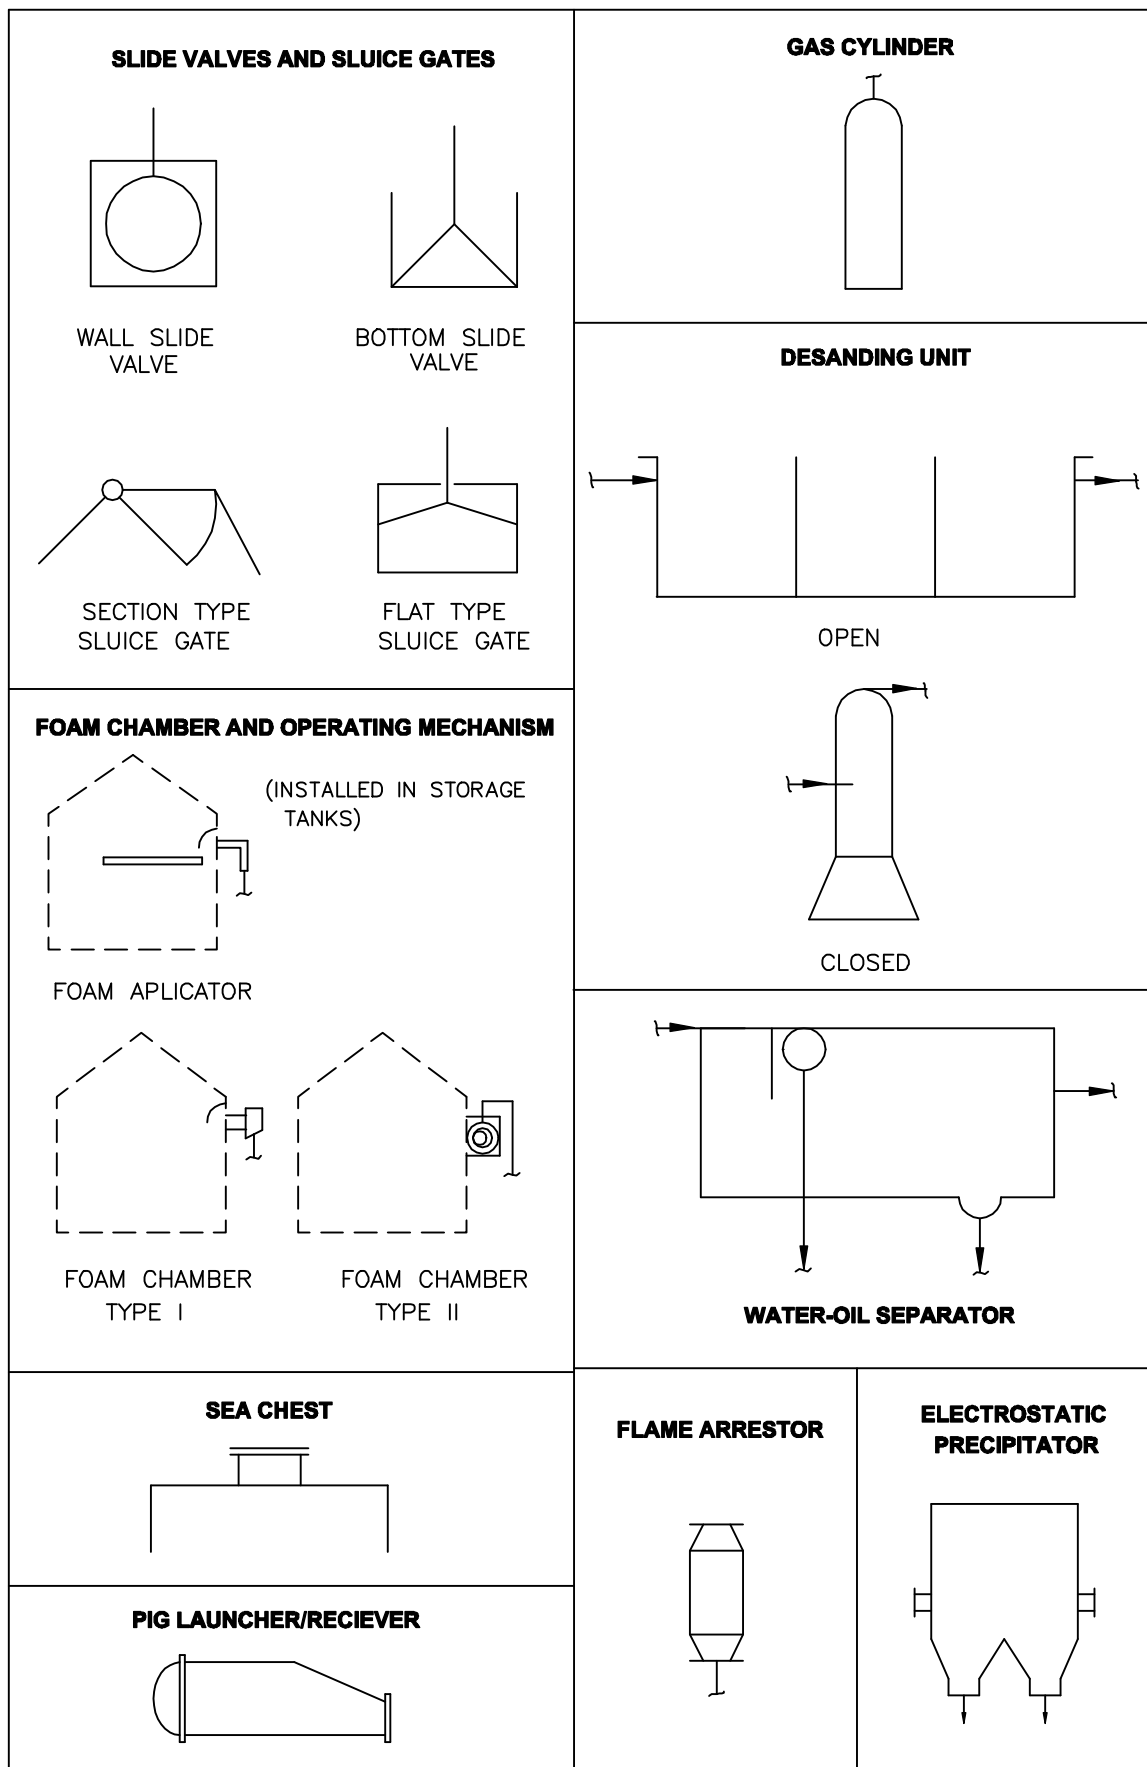 SLIDE VALVES AND SLUICE GATES
WALL SLIDE
VALVE
BOTTOM SLIDE
VALVE
SECTION TYPE
SLUICE GATE
FLAT TYPE
SLUICE GATE
FOAM CHAMBER AND OPERATING MECHANISM
(INSTALLED IN STORAGE
TANKS)
FOAM APLICATOR
FOAM CHAMBER
TYPE I
FOAM CHAMBER
TYPE II
SEA CHEST
PIG LAUNCHER/RECIEVER
GAS CYLINDER
DESANDING UNIT
OPEN
CLOSED
WATER-OIL SEPARATOR
FLAME ARRESTOR
ELECTROSTATIC
PRECIPITATOR